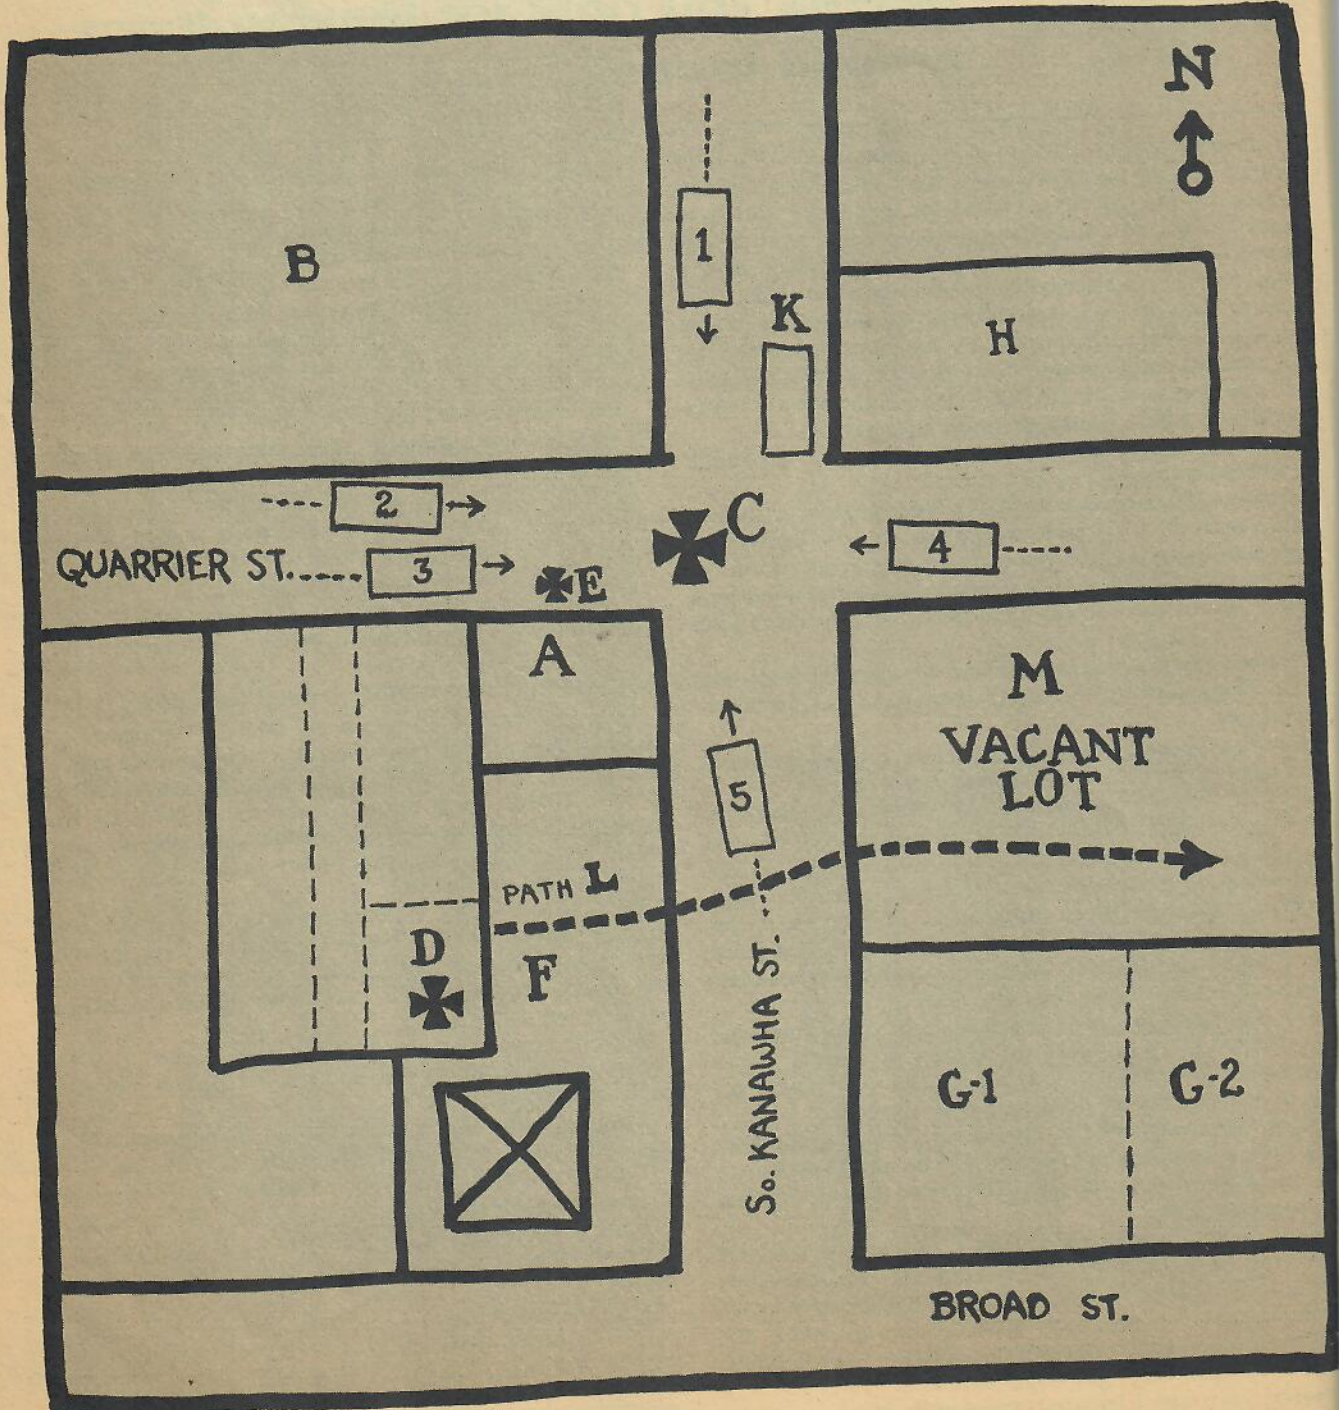 N
B
1
K
H
2
C
QUARRIER ST.
3
E
4
A
M
VACANT
LOT
5
PATH L
D
F
So. KANAWHA ST.
G-1
G-2
BROAD ST.